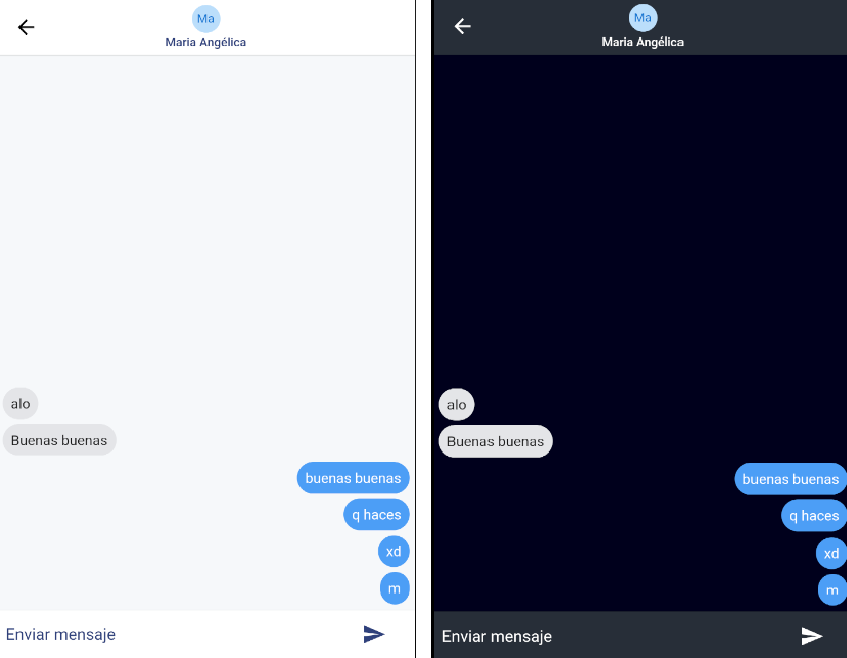 Ma
Maria Angélica
alo
Buenas buenas
buenas buenas
q haces
xd
m
Enviar mensaje
Ma
Maria Angélica
alo
Buenas buenas
buenas buenas
q haces
xd
m
Enviar mensaje